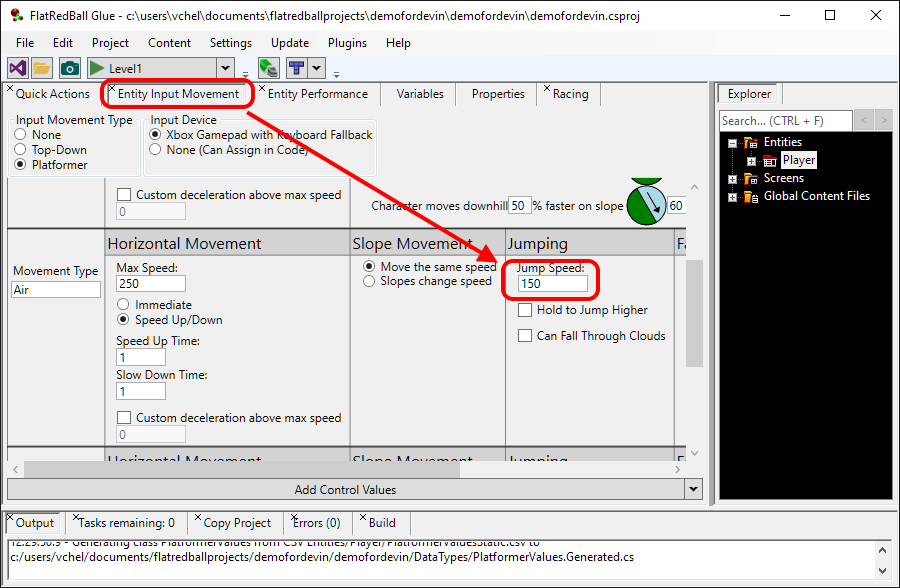 FlatRedBall Glue - c:\users\vchel\documents\flatredballprojects\demofordevin\demofordevin\demofordevin.csproj
File Edit Project Content Settings Update Plugins Help
Level1
Quick Actions Entity Input Movement Entity Performance Variables Properties Racing
Explorer
Input Movement Type
None
Top-Down
Platformer
Input Device
Xbox Gamepad with Keyboard Fallback
None (Can Assign in Code)
Search... (CTRL + F)
Entities
Player
Screens
Global Content Files
Custom deceleration above max speed
0
Character moves downhill 50 % faster on slope 60
Horizontal Movement Slope Movement Jumping Fa
Movement Type
Air
Max Speed:
250
Immediate
Speed Up/Down
Speed Up Time:
1
Slow Down Time:
1
Custom deceleration above max speed
0
Move the same speed
Slopes change speed
Jump Speed:
150
Hold to Jump Higher
Can Fall Through Clouds
Horizontal Movement Slope Movement Jumping
Add Control Values
Output Tasks remaining: 0 Copy Project Errors (0) Build
Generating class PlatformerValues from CSV Entities/Player/PlatformerValuesStatic.csv to
c:/users/vchel/documents/flatredballprojects/demofordevin/demofordevin/DataTypes/PlatformerValues.Generated.cs